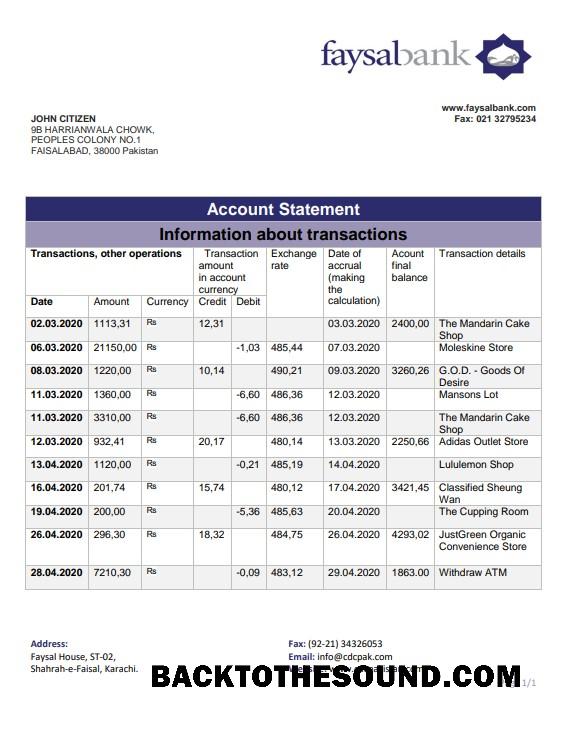 faysalbank
www.faysalbank.com
Fax: 021 32795234
JOHN CITIZEN
9B HARRIANWALA CHOWK,
PEOPLES COLONY NO.1
FAISALABAD, 38000 Pakistan
Account Statement
Information about transactions
Transactions, other operations | Transaction amount in account currency | Exchange rate | Date of accrual (making the calculation) | Acount final balance | Transaction details
Date | Amount | Currency | Credit | Debit
02.03.2020 1113,31 Rs 12,31 03.03.2020 2400,00 The Mandarin Cake Shop
06.03.2020 21150,00 Rs -1,03 485,44 07.03.2020 Moleskine Store
08.03.2020 1220,00 Rs 10,14 490,21 09.03.2020 3260,26 G.O.D. - Goods Of Desire
11.03.2020 1360,00 Rs -6,60 486,36 12.03.2020 Mansons Lot
11.03.2020 3310,00 Rs -6,60 486,36 12.03.2020 The Mandarin Cake Shop
12.03.2020 932,41 Rs 20,17 480,14 13.03.2020 2250,66 Adidas Outlet Store
13.04.2020 1120,00 Rs -0,21 485,19 14.04.2020 Lululemon Shop
16.04.2020 201,74 Rs 15,74 480,12 17.04.2020 3421,45 Classified Sheung Wan
19.04.2020 200,00 Rs -5,36 485,63 20.04.2020 The Cupping Room
26.04.2020 296,30 Rs 18,32 484,75 26.04.2020 4293,02 JustGreen Organic Convenience Store
28.04.2020 7210,30 Rs -0,09 483,12 29.04.2020 1863.00 Withdraw ATM
Address:
Faysal House, ST-02,
Shahrah-e-Faisal, Karachi.
Fax: (92-21) 34326053
Email: info@cdcpak.com
BACKTOTHESOUND.COM
1/1